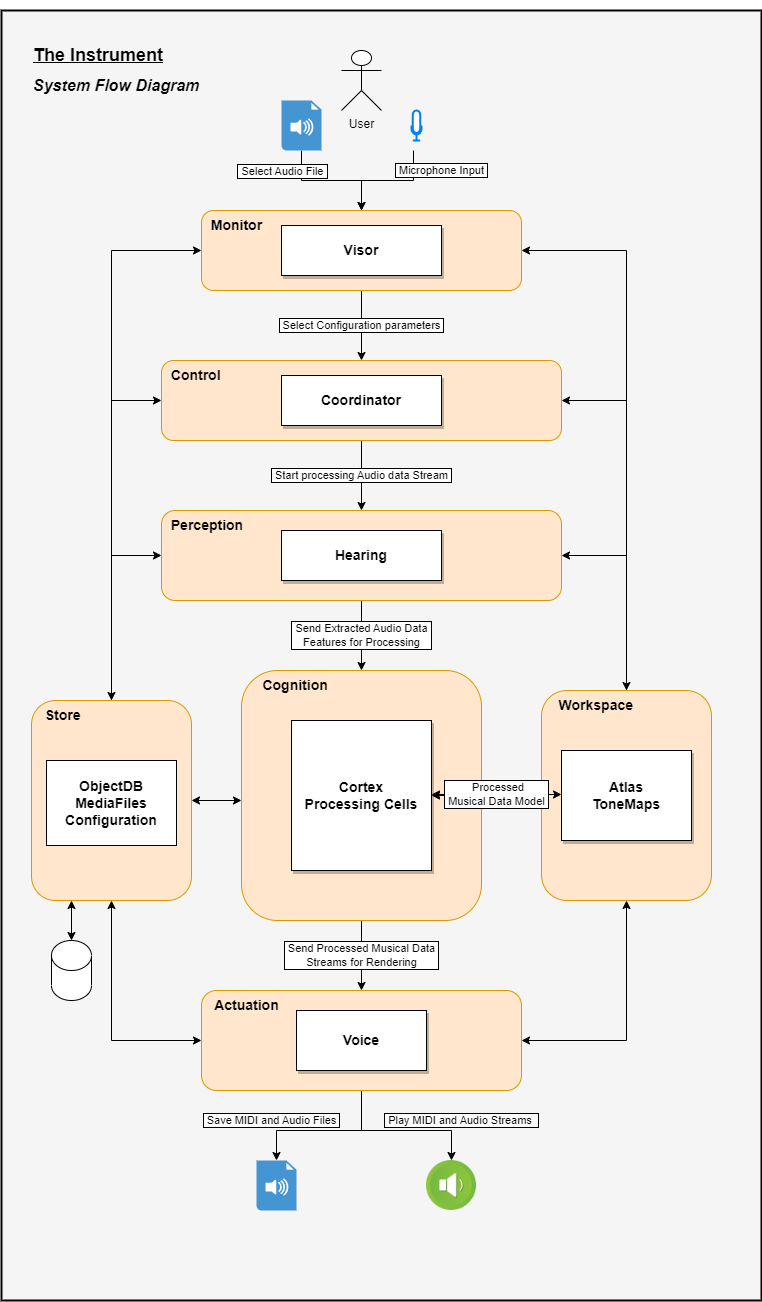 The Instrument
System Flow Diagram
User
Select Audio File
Microphone Input
Monitor
Visor
Select Configuration parameters
Control
Coordinator
Start processing Audio data Stream
Perception
Hearing
Send Extracted Audio Data
Features for Processing
Cognition
Store
Workspace
ObjectDB
MediaFiles
Configuration
Cortex
Processing Cells
Processed
Musical Data Model
Atlas
ToneMaps
Send Processed Musical Data
Streams for Rendering
Actuation
Voice
Save MIDI and Audio Files
Play MIDI and Audio Streams